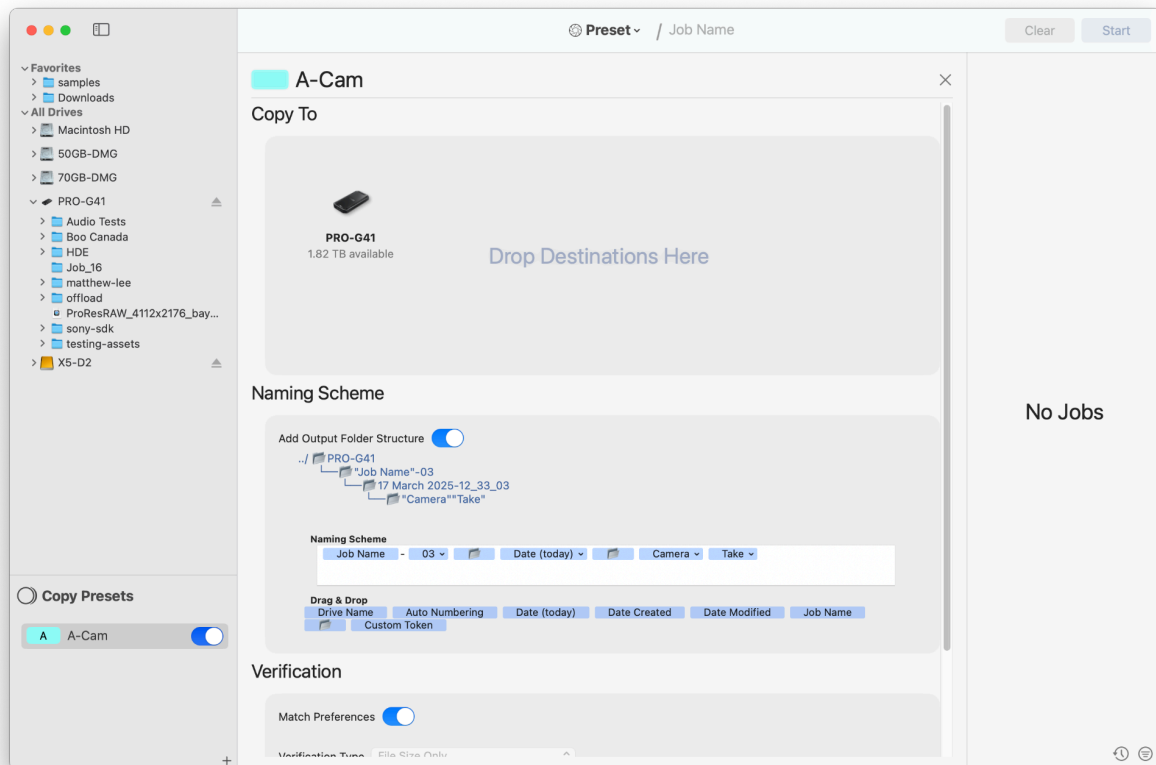 Preset / Job Name
Clear
Start
Favorites
samples
Downloads
All Drives
Macintosh HD
50GB-DMG
70GB-DMG
PRO-G41
Audio Tests
Boo Canada
HDE
Job_16
matthew-lee
offload
ProResRAW_4112x2176_bay...
sony-sdk
testing-assets
X5-D2
Copy Presets
A A-Cam
+
A-Cam
Copy To
PRO-G41
1.82 TB available
Drop Destinations Here
Naming Scheme
Add Output Folder Structure
../ PRO-G41
"Job Name"-03
17 March 2025-12_33_03
"Camera""Take"
Naming Scheme
Job Name - 03 Date (today) Camera Take
Drag & Drop
Drive Name Auto Numbering Date (today) Date Created Date Modified Job Name
Custom Token
Verification
Match Preferences
Verification Type File Size Only
No Jobs